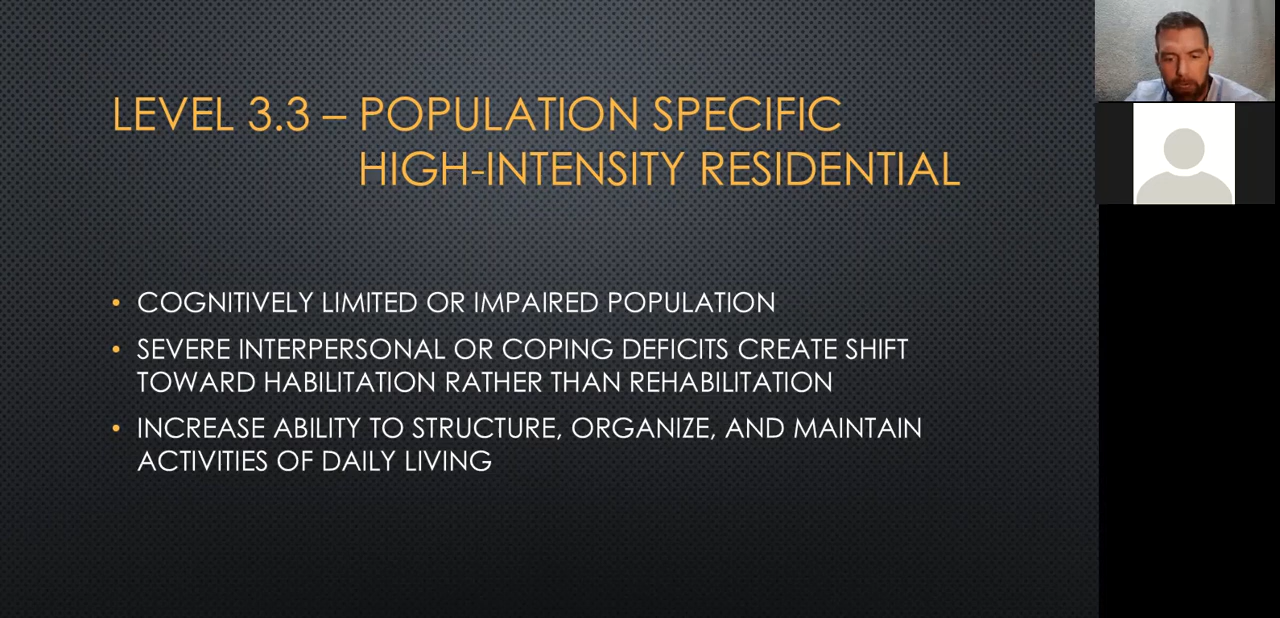 LEVEL 3.3 – POPULATION SPECIFIC
HIGH-INTENSITY RESIDENTIAL
• COGNITIVELY LIMITED OR IMPAIRED POPULATION
• SEVERE INTERPERSONAL OR COPING DEFICITS CREATE SHIFT
TOWARD HABILITATION RATHER THAN REHABILITATION
• INCREASE ABILITY TO STRUCTURE, ORGANIZE, AND MAINTAIN
ACTIVITIES OF DAILY LIVING